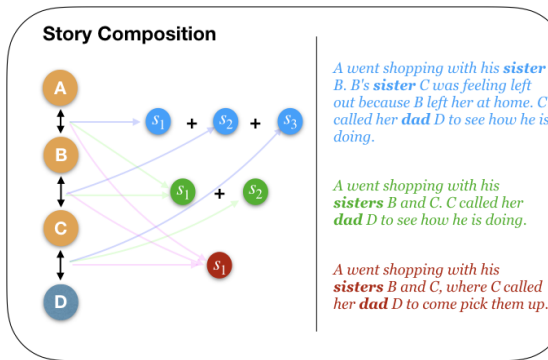 Story Composition
A
B
C
D
s1 + s2 + s3
s1 + s2
s1
A went shopping with his sister
B. B's sister C was feeling left
out because B left her at home. C
called her dad D to see how he is
doing.
A went shopping with his
sisters B and C. C called her
dad D to see how he is doing.
A went shopping with his
sisters B and C, where C called
her dad D to come pick them up.